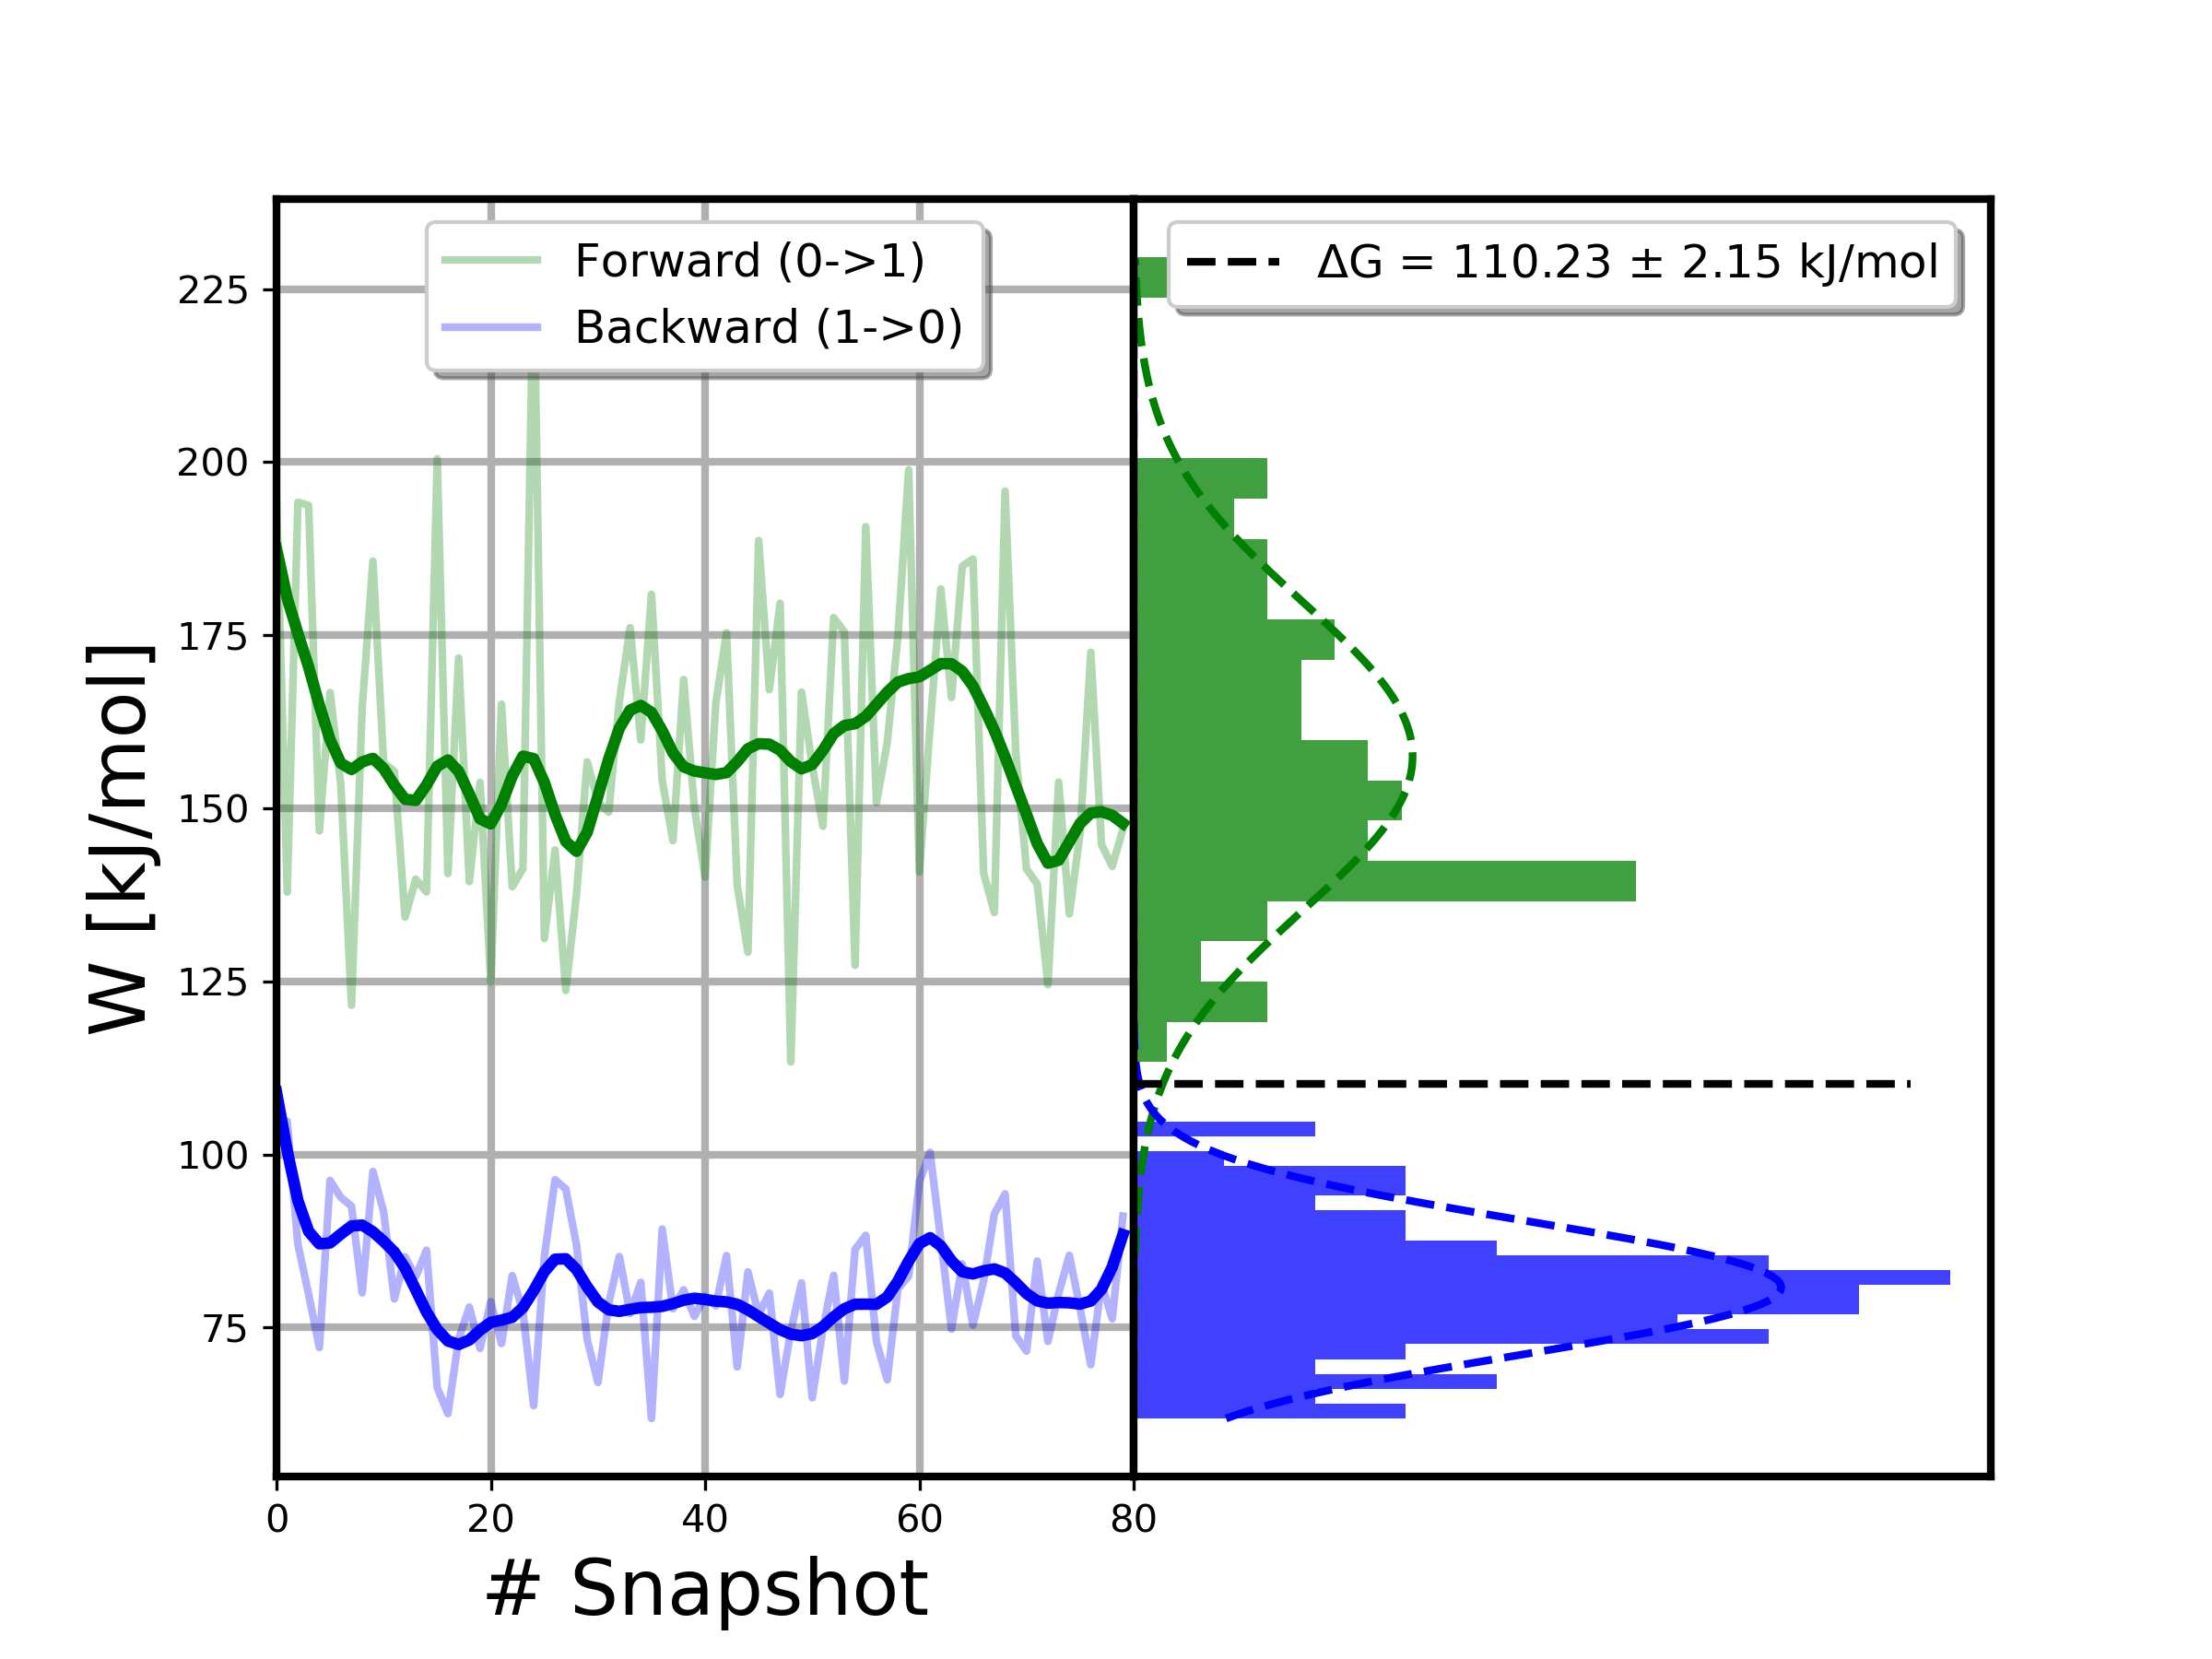 Forward (0->1)
Backward (1->0)
ΔG = 110.23 ± 2.15 kJ/mol
W [kJ/mol]
225
200
175
150
125
100
75
0 20 40 60 80
# Snapshot